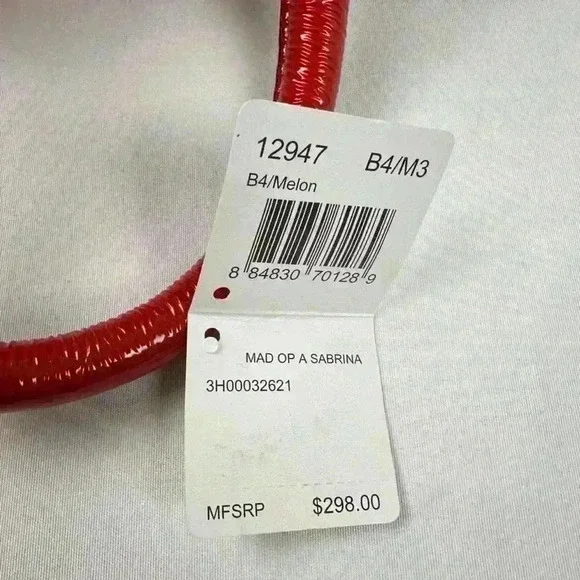 12947 B4/M3
B4/Melon
8 84830 70128 9
MAD OP A SABRINA
3H00032621
MFSRP $298.00